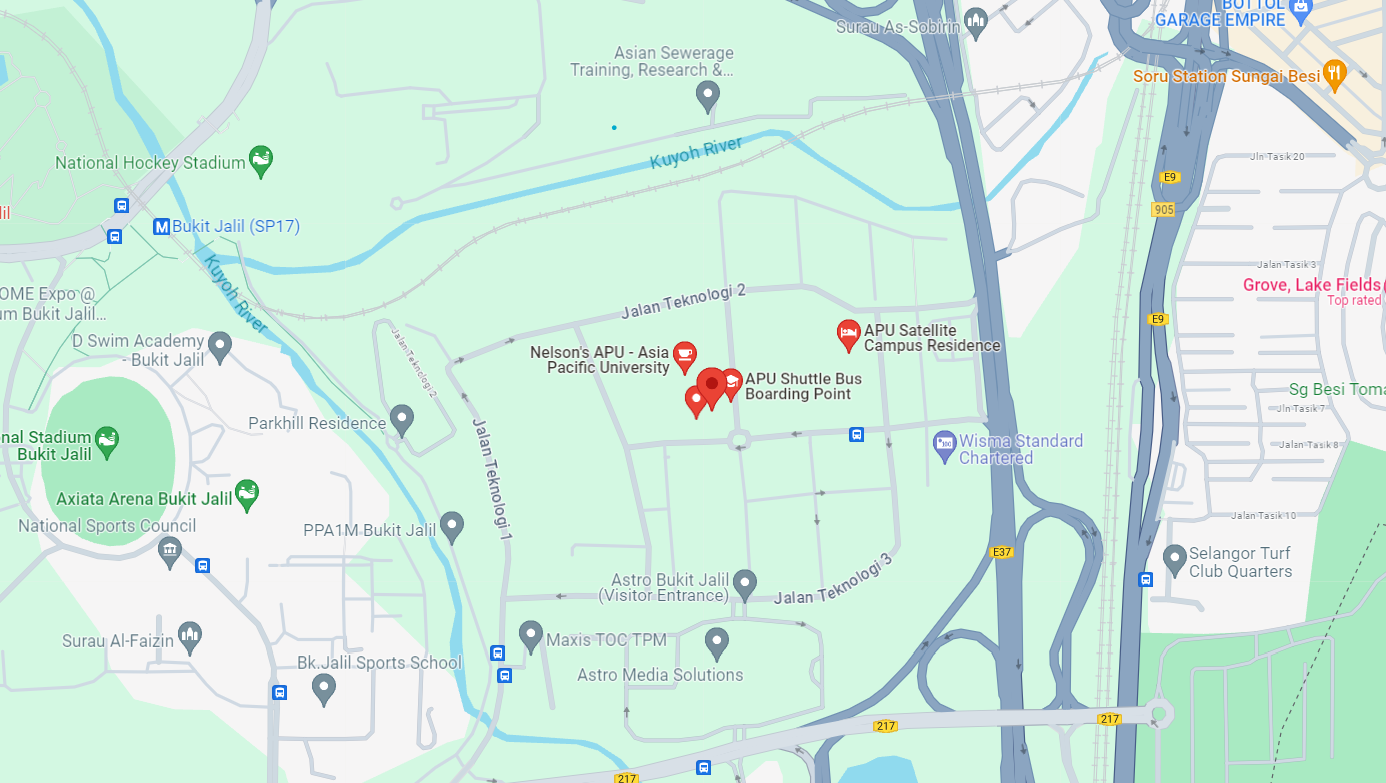 BOTTOL
GARAGE EMPIRE
Surau As-Sobirin
Asian Sewerage
Training, Research &...
Soru Station Sungai Besi
Kuyoh River
Jln Tasik 20
National Hockey Stadium
E9
905
lil
M Bukit Jalil (SP17)
Kuyoh River
Jalan Tasik 3
Grove, Lake Fields
Top rated
OME Expo @
um Bukit Jalil...
Jalan Teknologi 2
E9
D Swim Academy
- Bukit Jalil
Jalan Teknologi 2
Nelson's APU - Asia
Pacific University
APU Satellite
Campus Residence
APU Shuttle Bus
Boarding Point
Sg Besi Toma
Jln Tasik 7
Parkhill Residence
nal Stadium
Bukit Jalil
Jalan Teknologi 1
Wisma Standard
Chartered
Jalan Tasik 8
Axiata Arena Bukit Jalil
National Sports Council
PPA1M Bukit Jalil
Jalan Tasik 10
E37
Selangor Turf
Club Quarters
Astro Bukit Jalil
(Visitor Entrance)
Jalan Teknologi 3
Surau Al-Faizin
Maxis TOC TPM
Bk.Jalil Sports School
Astro Media Solutions
217
217
217